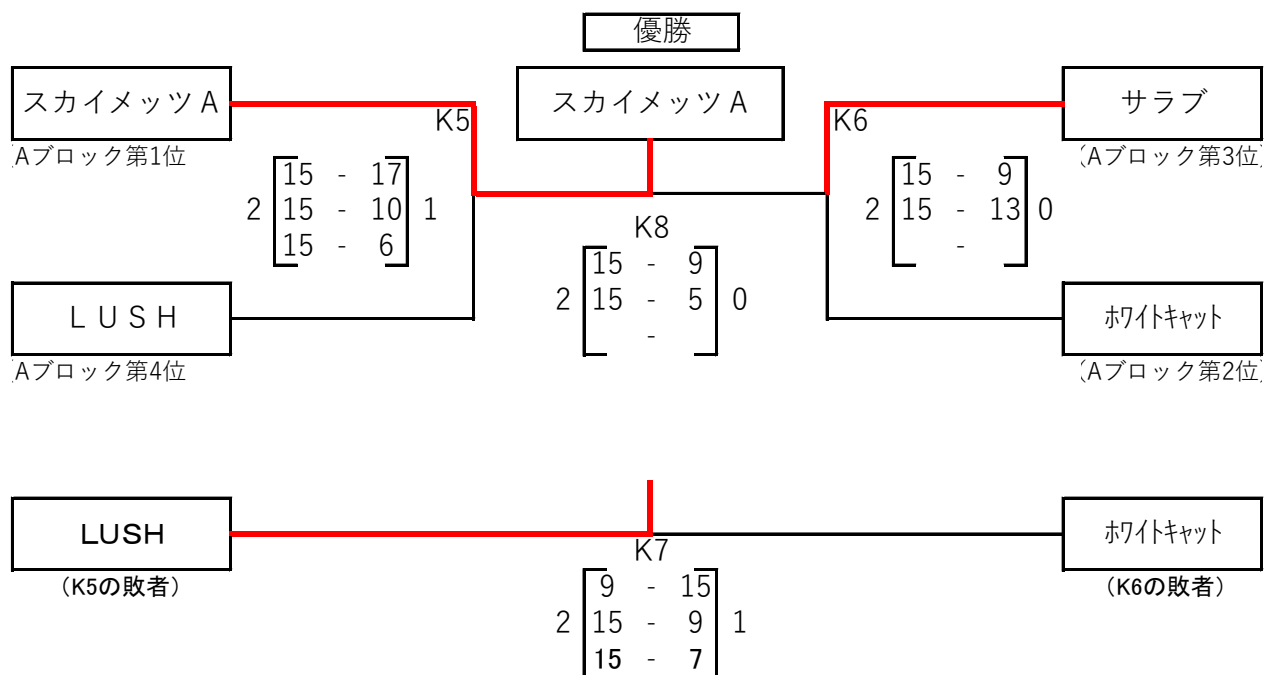 優勝
スカイメッツA
スカイメッツA
サラブ
K5
K6
(Aブロック第1位
(Aブロック第3位)
15 - 17
2 15 - 10 1
15 - 6
15 - 9
2 15 - 13 0
-
K8
15 - 9
2 15 - 5 0
-
ＬＵＳＨ
ﾎﾜｲﾄｷｬｯﾄ
(Aブロック第4位
(Aブロック第2位)
LUSH
ﾎﾜｲﾄｷｬｯﾄ
(K5の敗者)
(K6の敗者)
K7
9 - 15
2 15 - 9 1
15 - 7